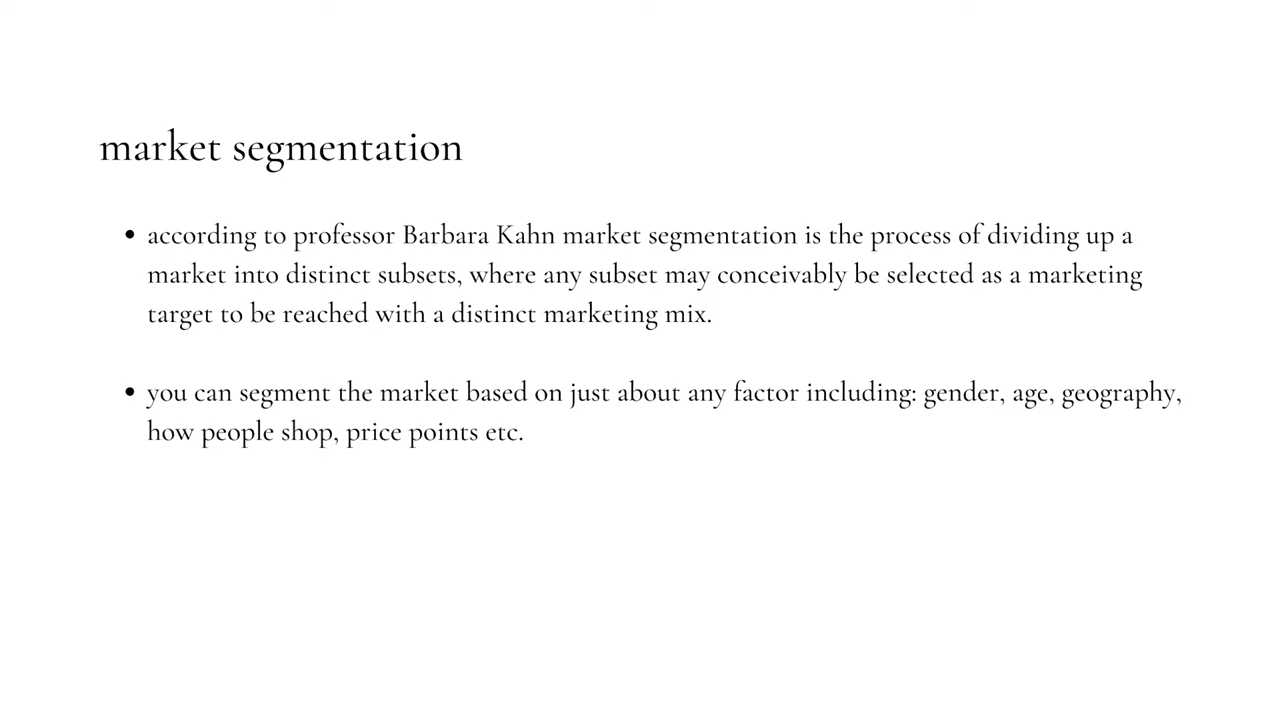 market segmentation
• according to professor Barbara Kahn market segmentation is the process of dividing up a
market into distinct subsets, where any subset may conceivably be selected as a marketing
target to be reached with a distinct marketing mix.
• you can segment the market based on just about any factor including: gender, age, geography,
how people shop, price points etc.